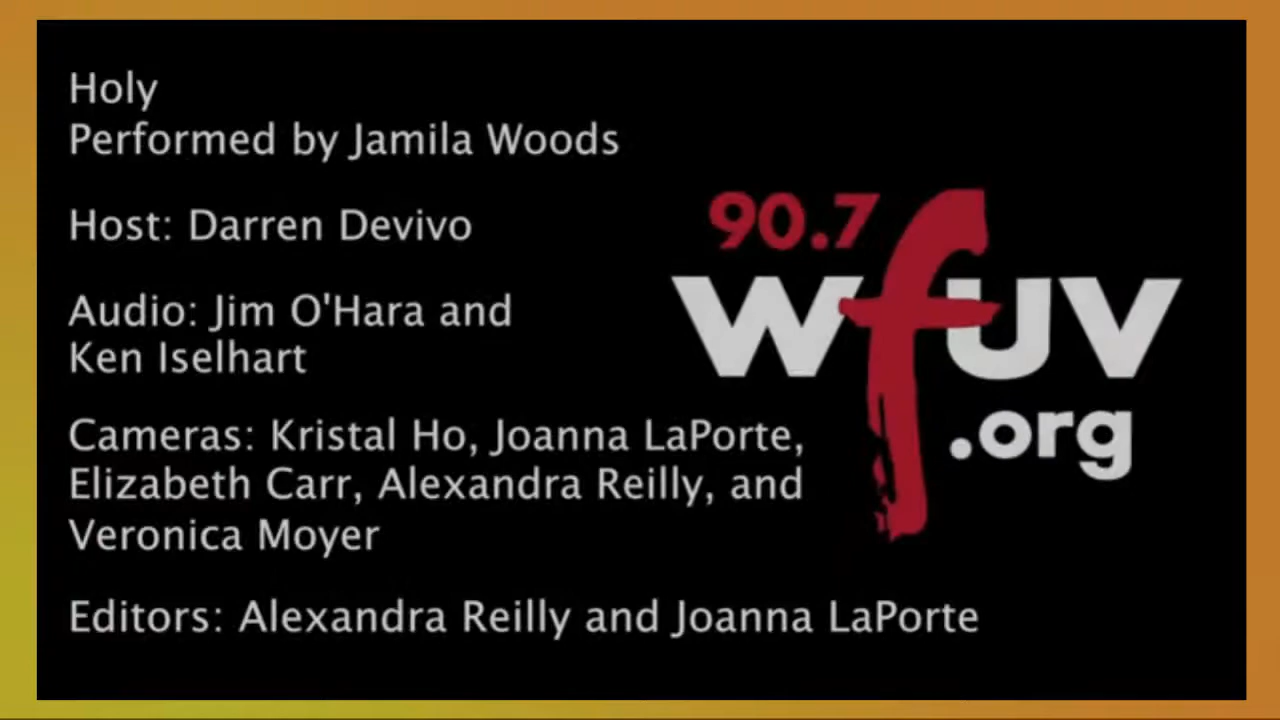 Holy
Performed by Jamila Woods
Host: Darren Devivo
Audio: Jim O'Hara and
Ken Iselhart
Cameras: Kristal Ho, Joanna LaPorte,
Elizabeth Carr, Alexandra Reilly, and
Veronica Moyer
Editors: Alexandra Reilly and Joanna LaPorte
90.7
wfuv
.org